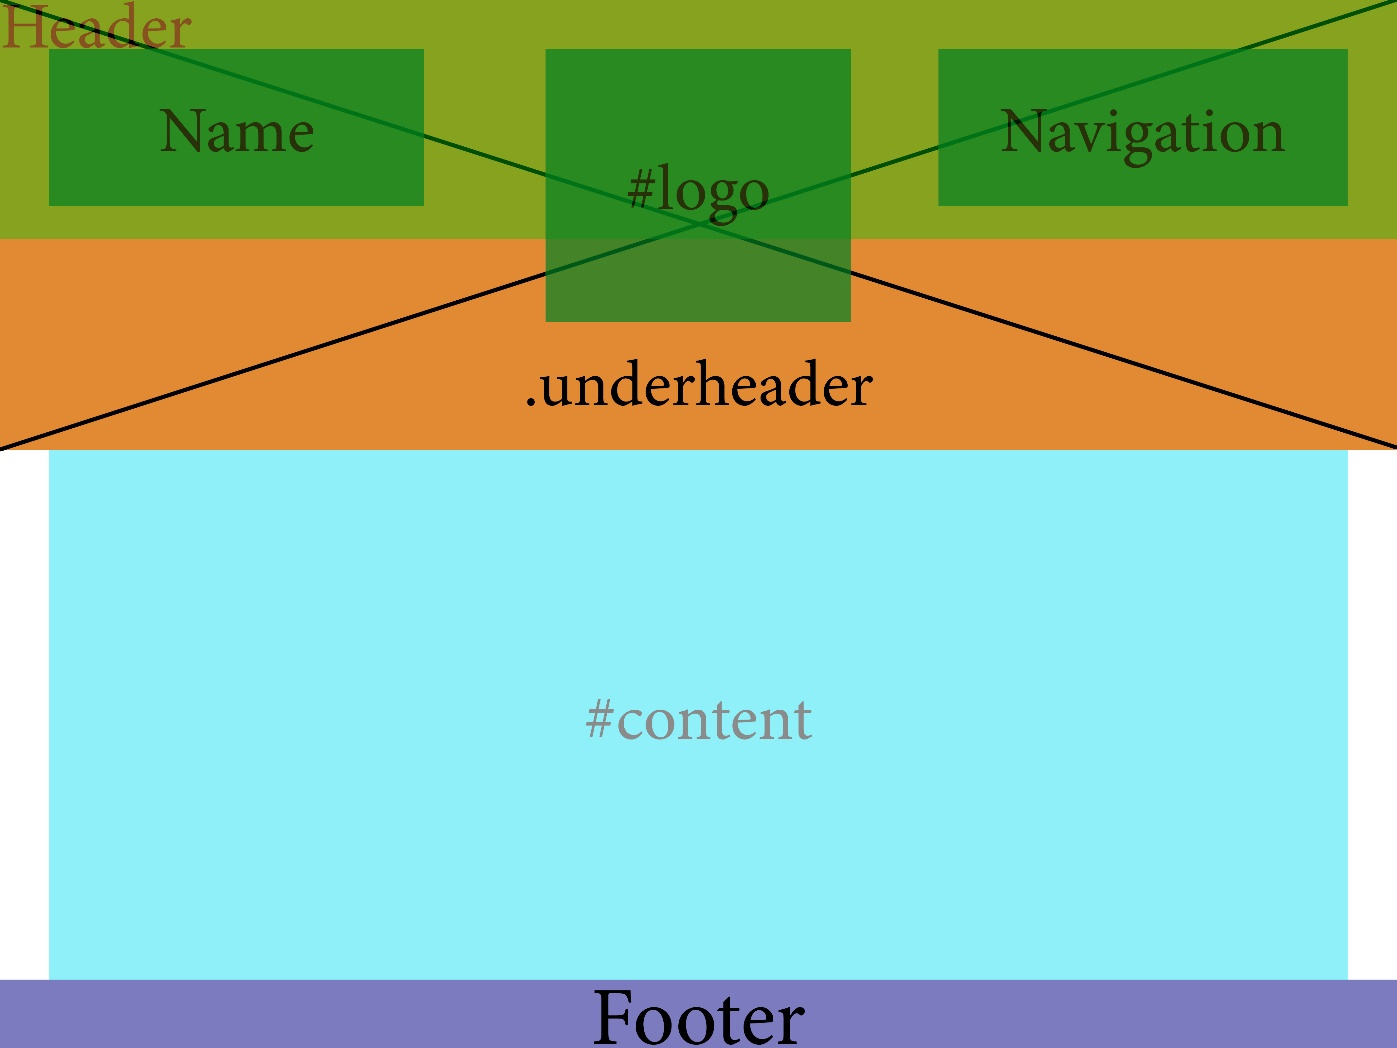 Header
Name
#logo
Navigation
.underheader
#content
Footer